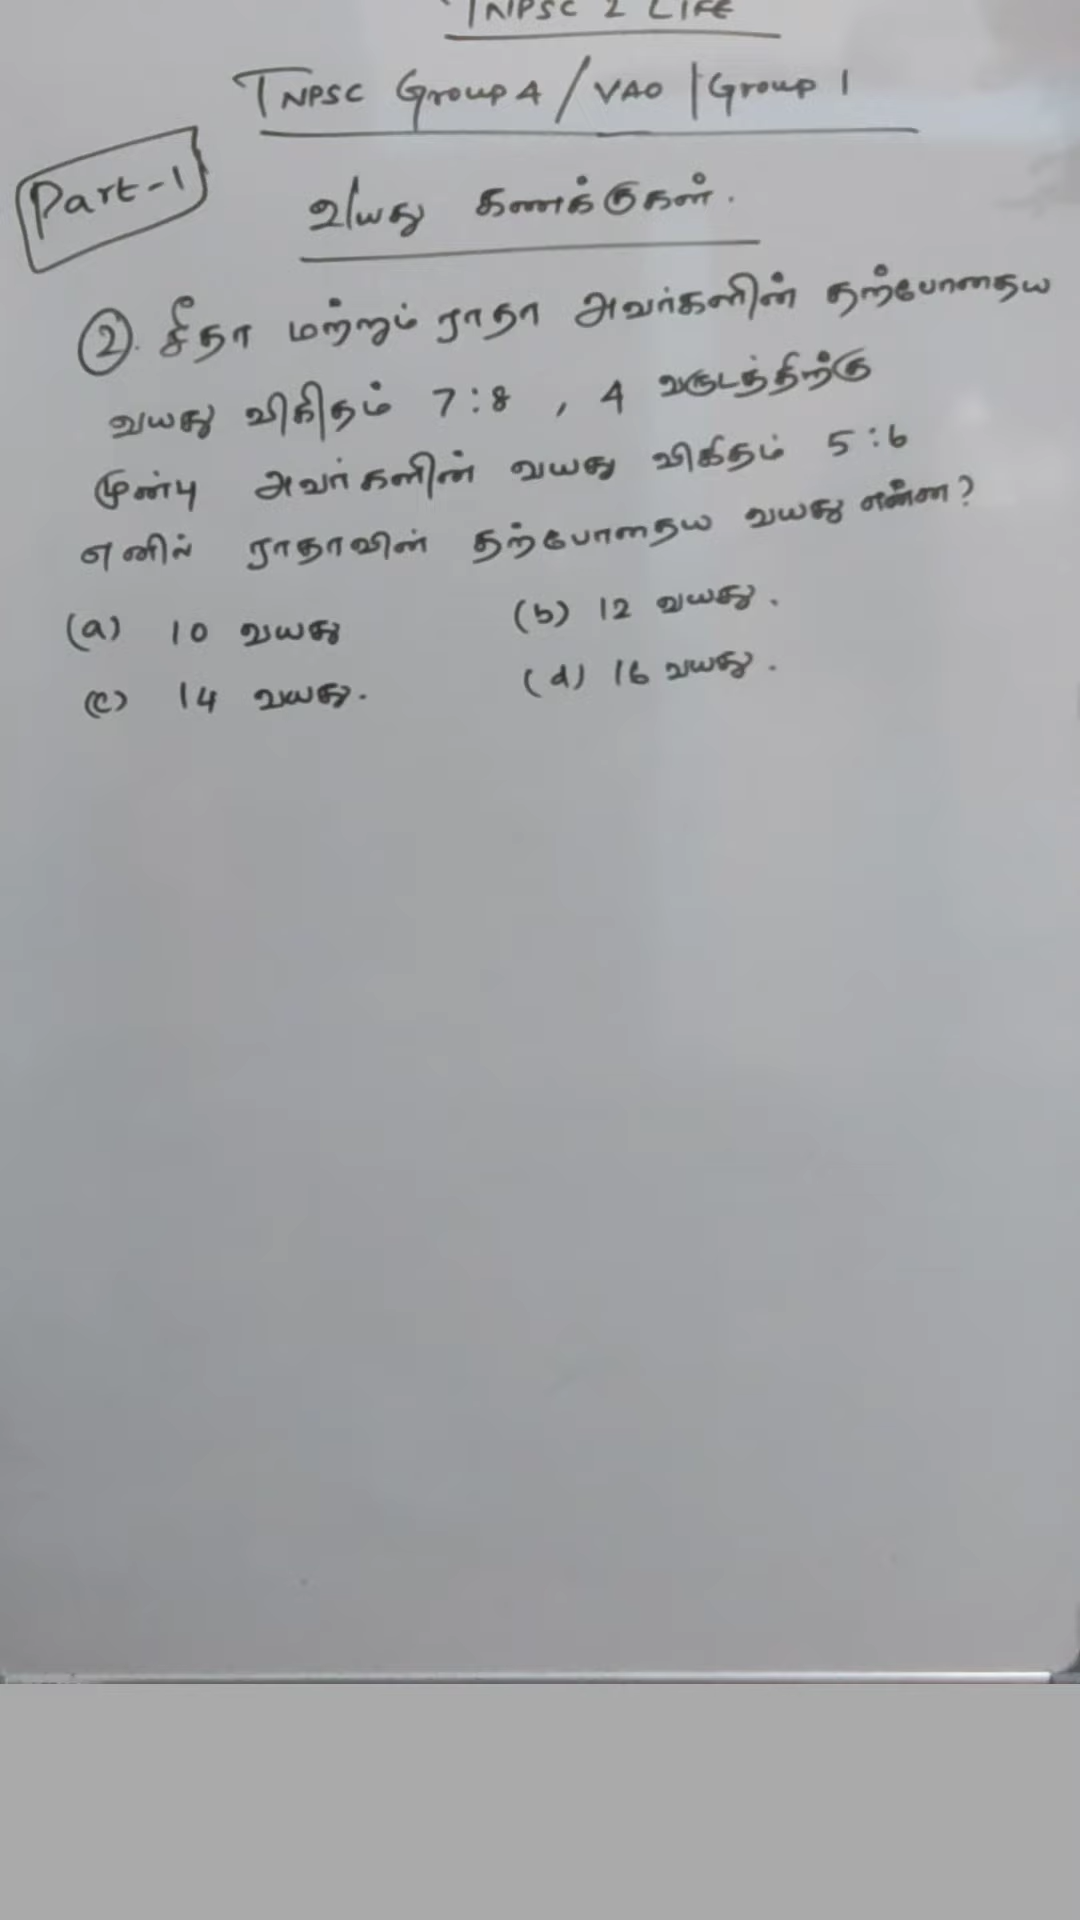 TNPSC 2 LIFE
TNPSC Group 4 / VAO | Group 1
Part-1
வயது கணக்குகள்.
2. சீதா மற்றும் ராதா அவர்களின் தற்போதைய
வயது விகிதம் 7:8 , 4 வருடத்திற்கு
முன்பு அவர்களின் வயது விகிதம் 5:6
எனில் ராதாவின் தற்போதைய வயது என்ன?
(a) 10 வயது (b) 12 வயது.
(c) 14 வயது. (d) 16 வயது.